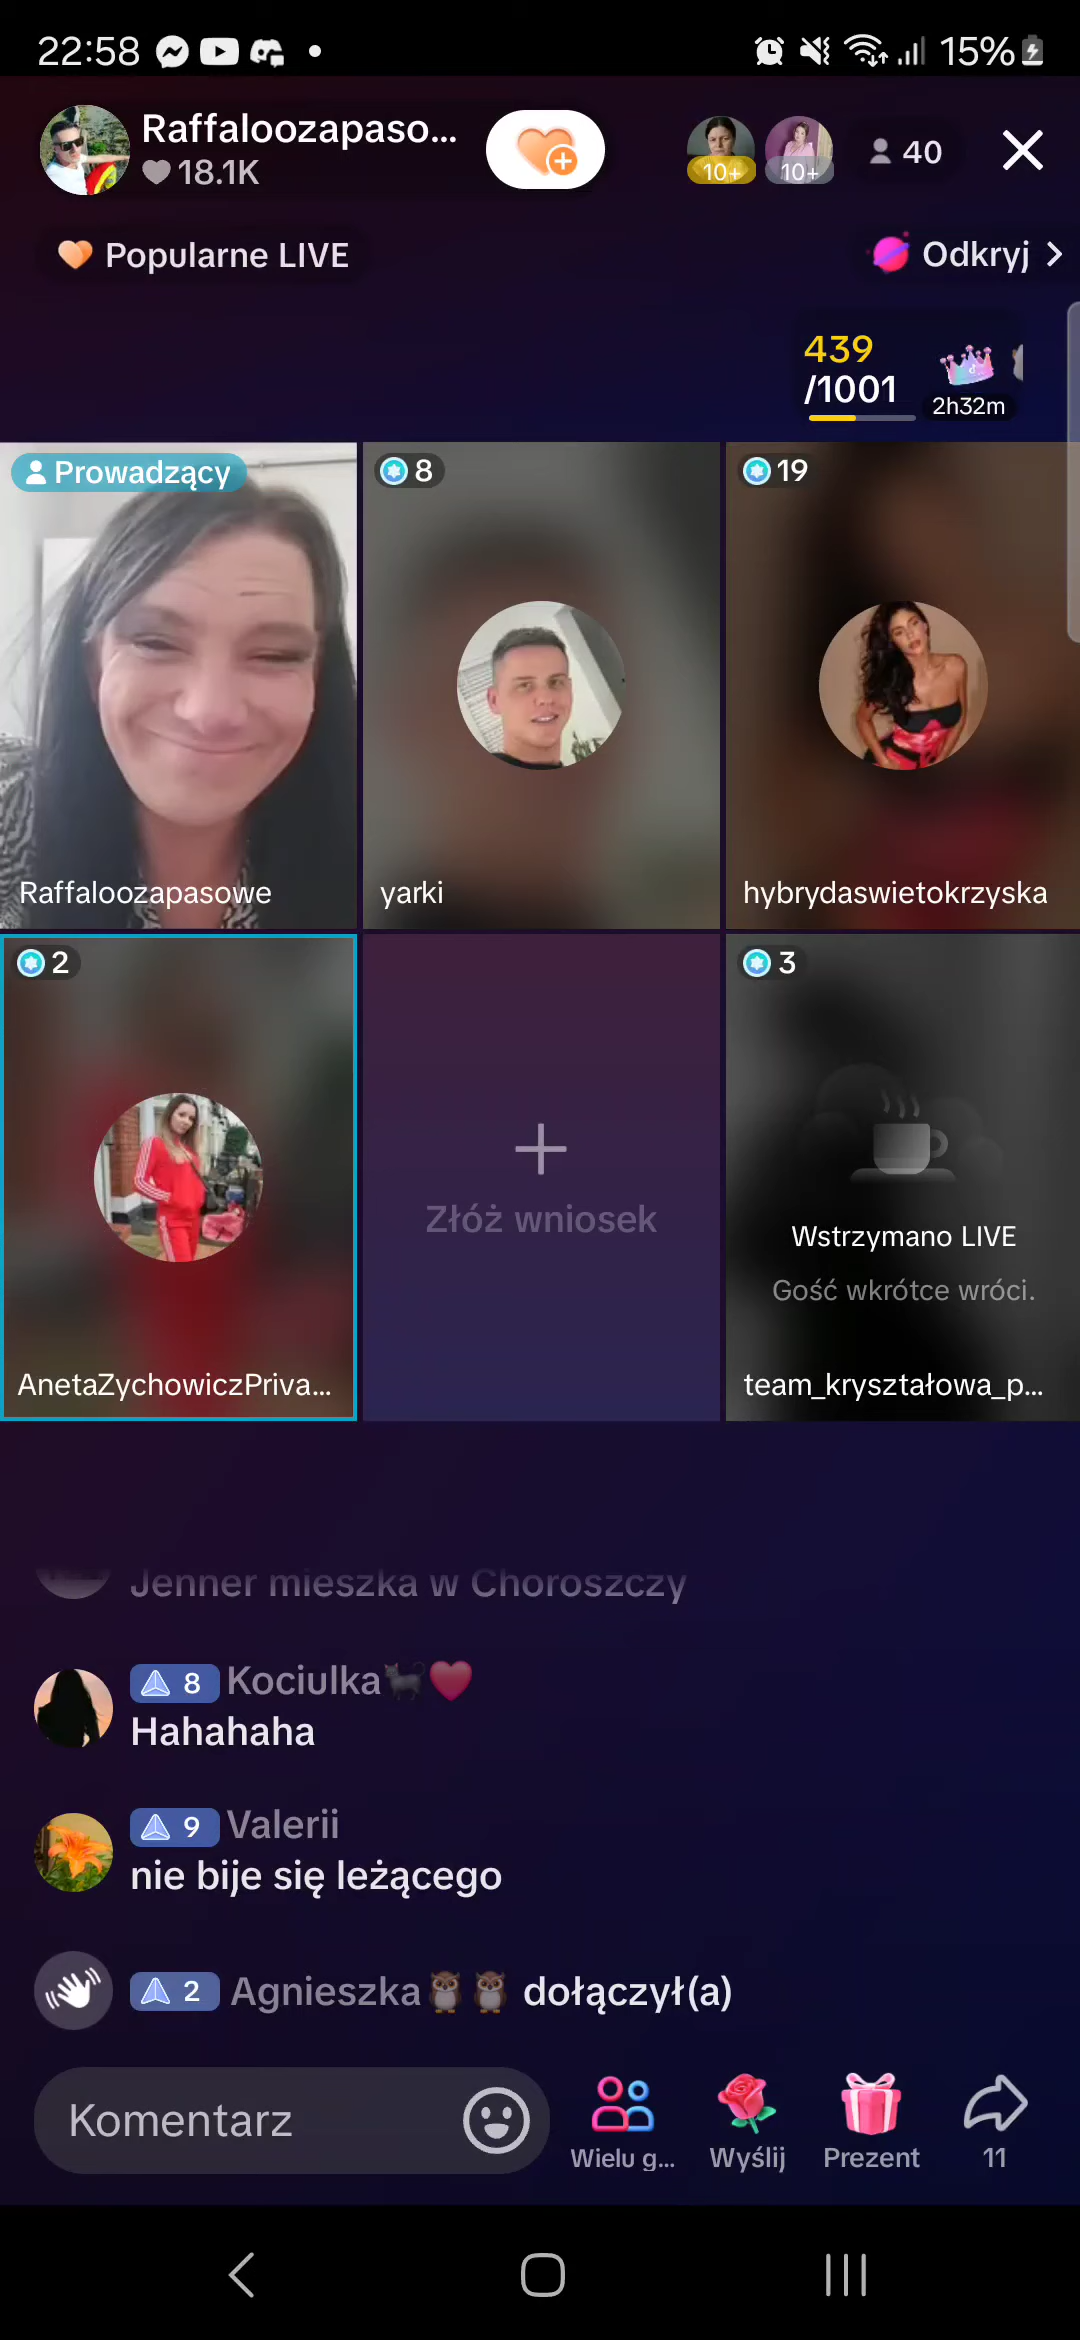 22:58
15%
Raffaloozapaso...
18.1K
10+
10+
40
Popularne LIVE
Odkryj
439
/1001
2h32m
Prowadzący
8
19
Raffaloozapasowe
yarki
hybrydaswietokrzyska
2
3
Złóż wniosek
Wstrzymano LIVE
Gość wkrótce wróci.
AnetaZychowiczPriva...
team_kryształowa_p...
Jenner mieszka w Choroszczy
8 Kociulka🐈‍⬛❤️
Hahahaha
9 Valerii
nie bije się leżącego
2 Agnieszka🦉🦉 dołączył(a)
Komentarz
Wielu g...
Wyślij
Prezent
11